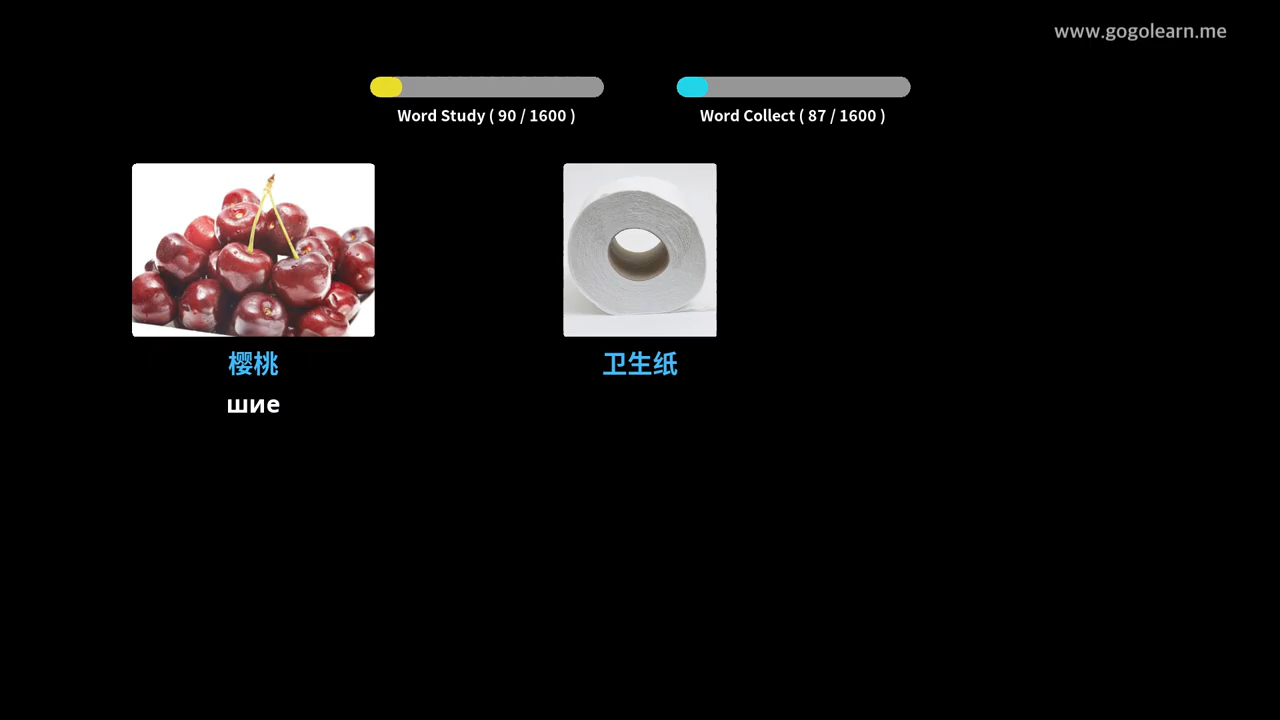 www.gogolearn.me
Word Study ( 90 / 1600 )
Word Collect ( 87 / 1600 )
樱桃
шие
卫生纸